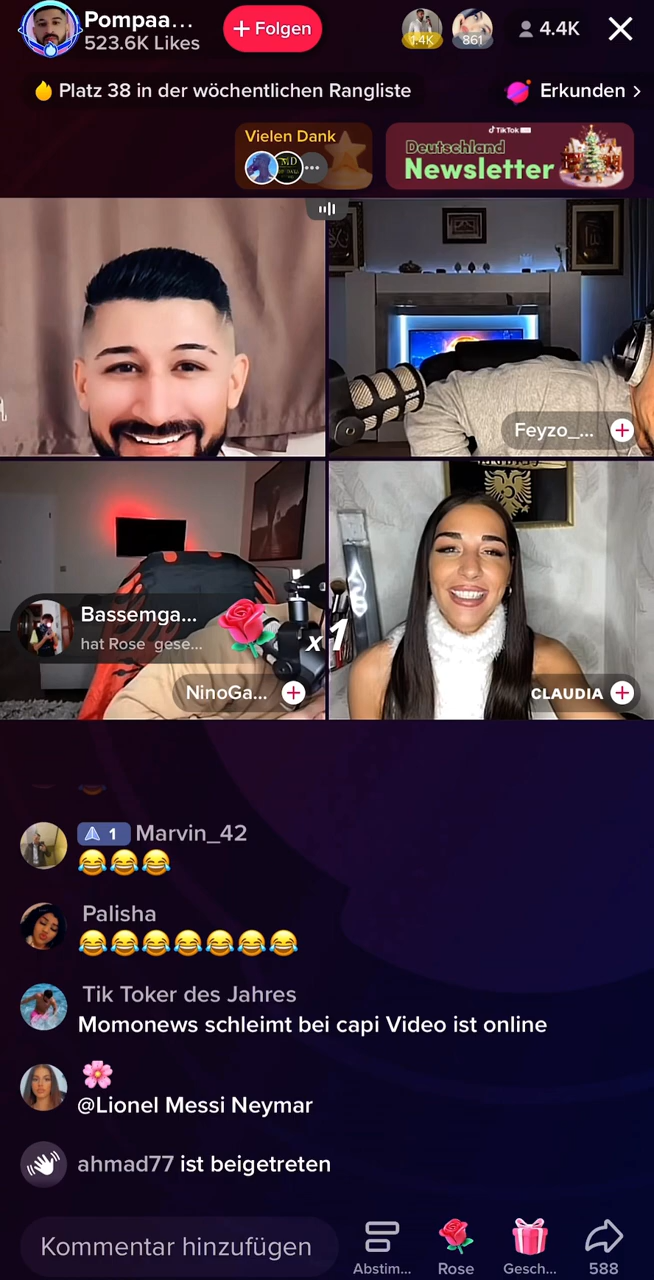 Pompaa...
523.6K Likes
+ Folgen
1.4K
861
4.4K
Platz 38 in der wöchentlichen Rangliste
Erkunden >
Vielen Dank
TikTok
Deutschland
Newsletter
Feyzo_...
Bassemga...
hat Rose gese...
x1
NinoGa...
CLAUDIA
1 Marvin_42
😂😂😂
Palisha
😂😂😂😂😂😂😂
Tik Toker des Jahres
Momonews schleimt bei capi Video ist online
🌸
@Lionel Messi Neymar
ahmad77 ist beigetreten
Kommentar hinzufügen
Abstim...
Rose
Gesch...
588